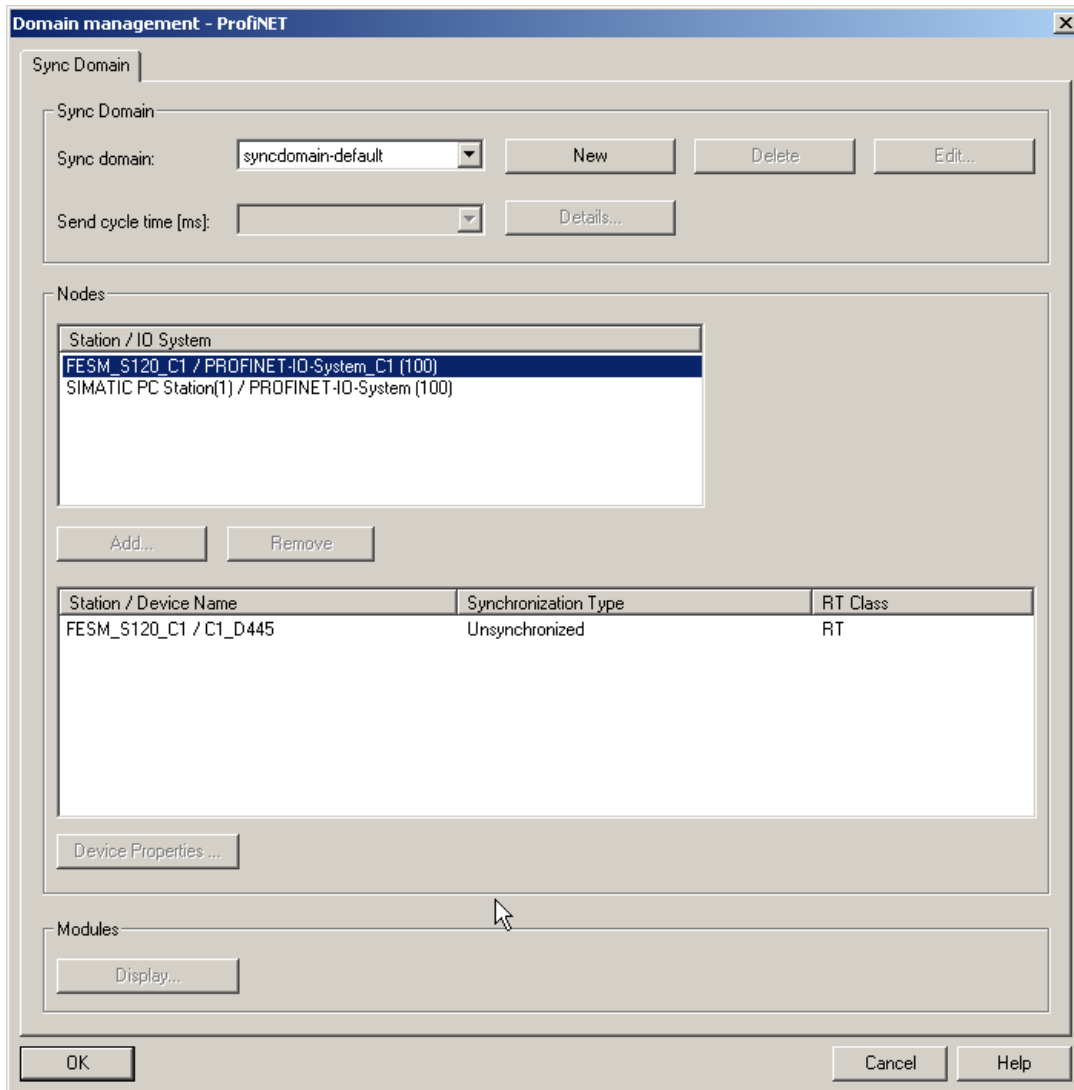 Domain management - ProfiNET
Sync Domain
Sync Domain
Sync domain: syncdomain-default New Delete Edit...
Send cycle time [ms]: Details...
Nodes
Station / IO System
FESM_S120_C1 / PROFINET-IO-System_C1 (100)
SIMATIC PC Station(1) / PROFINET-IO-System (100)
Add... Remove
Station / Device Name Synchronization Type RT Class
FESM_S120_C1 / C1_D445 Unsynchronized RT
Device Properties ...
Modules
Display...
OK Cancel Help